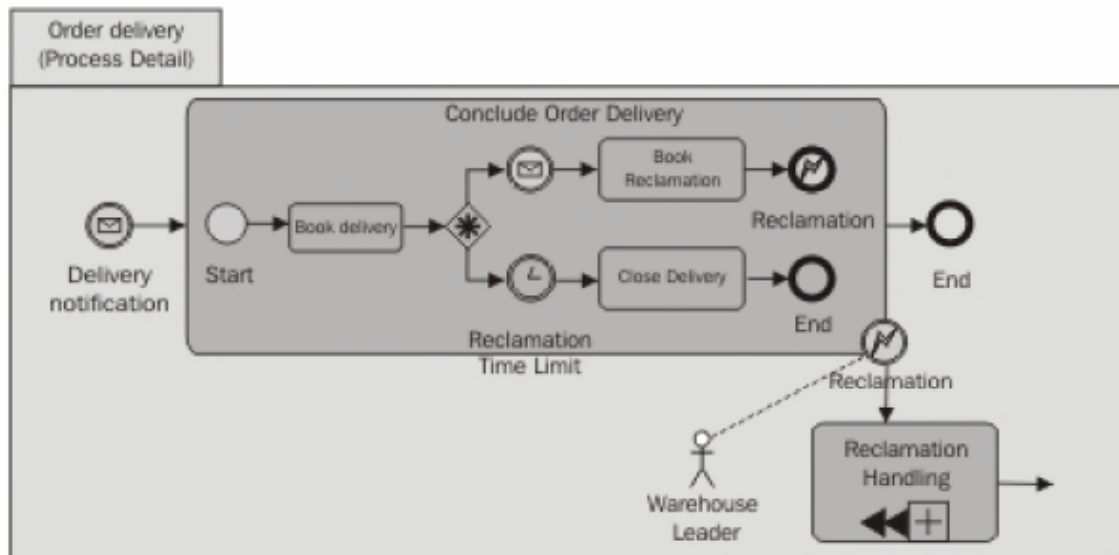 Order delivery
(Process Detail)
Conclude Order Delivery
Book
Reclamation
Reclamation
Book delivery
Start
Delivery
notification
Close Delivery
End
End
Reclamation
Time Limit
Reclamation
Reclamation
Handling
Warehouse
Leader